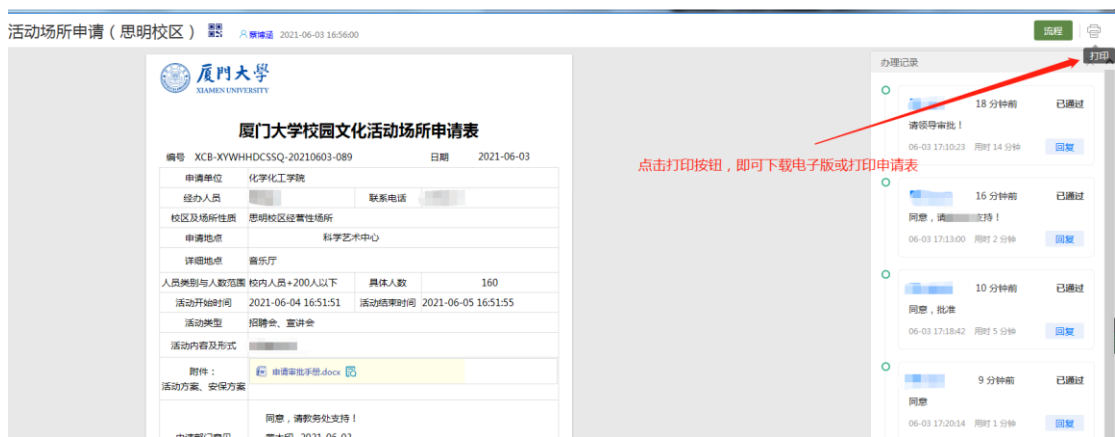 活动场所申请（思明校区） 蔡博遥 2021-06-03 16:56:00 流程
打印
厦门大学
XIAMEN UNIVERSITY
厦门大学校园文化活动场所申请表
编号 XCB-XYWHHDCSSQ-20210603-089 日期 2021-06-03
申请单位 化学化工学院
经办人员 联系电话
校区及场所性质 思明校区经营性场所
申请地点 科学艺术中心
详细地点 音乐厅
人员类别与人数范围 校内人员+200人以下 具体人数 160
活动开始时间 2021-06-04 16:51:51 活动结束时间 2021-06-05 16:51:55
活动类型 招聘会、宣讲会
活动内容及形式
附件：
活动方案、安保方案
申请审批手册.docx
同意，请教务处支持！
申请部门意见 2021-06-03
点击打印按钮，即可下载电子版或打印申请表
办理记录
18 分钟前 已通过
请领导审批！
06-03 17:10:23 用时 14 分钟 回复
16 分钟前 已通过
同意，请 支持！
06-03 17:13:00 用时 2 分钟 回复
10 分钟前 已通过
同意，批准
06-03 17:18:42 用时 5 分钟 回复
9 分钟前 已通过
同意
06-03 17:20:14 用时 1 分钟 回复